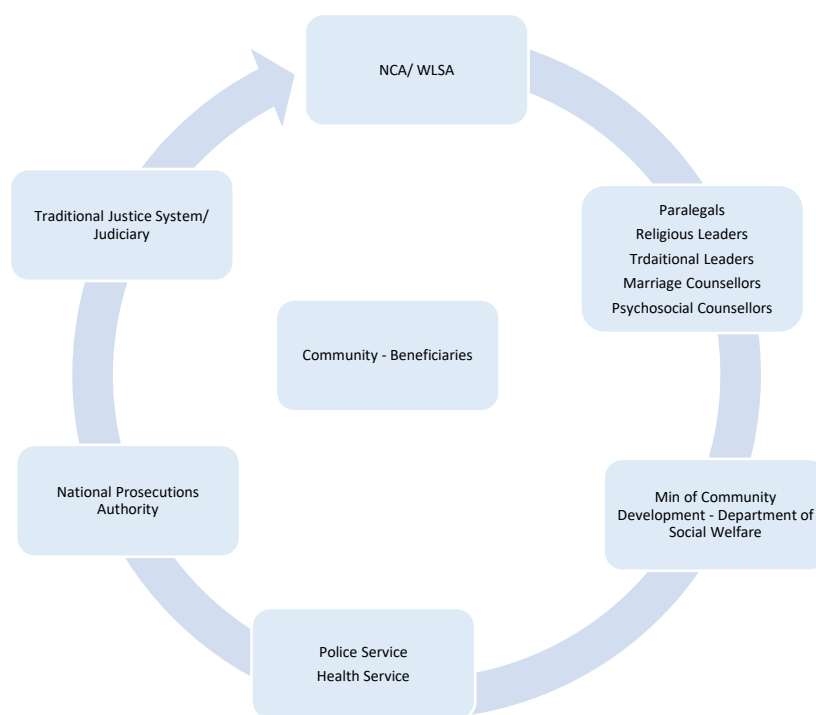 NCA/ WLSA
Paralegals
Religious Leaders
Trdaitional Leaders
Marriage Counsellors
Psychosocial Counsellors
Min of Community
Development - Department of
Social Welfare
Police Service
Health Service
National Prosecutions
Authority
Traditional Justice System/
Judiciary
Community - Beneficiaries